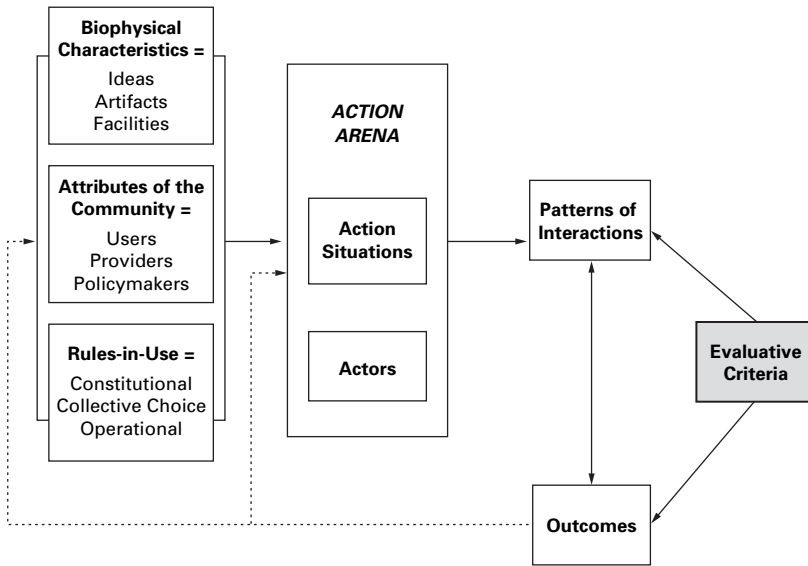 Biophysical
Characteristics =
Ideas
Artifacts
Facilities
Attributes of the
Community =
Users
Providers
Policymakers
Rules-in-Use =
Constitutional
Collective Choice
Operational
ACTION
ARENA
Action
Situations
Actors
Patterns of
Interactions
Outcomes
Evaluative
Criteria